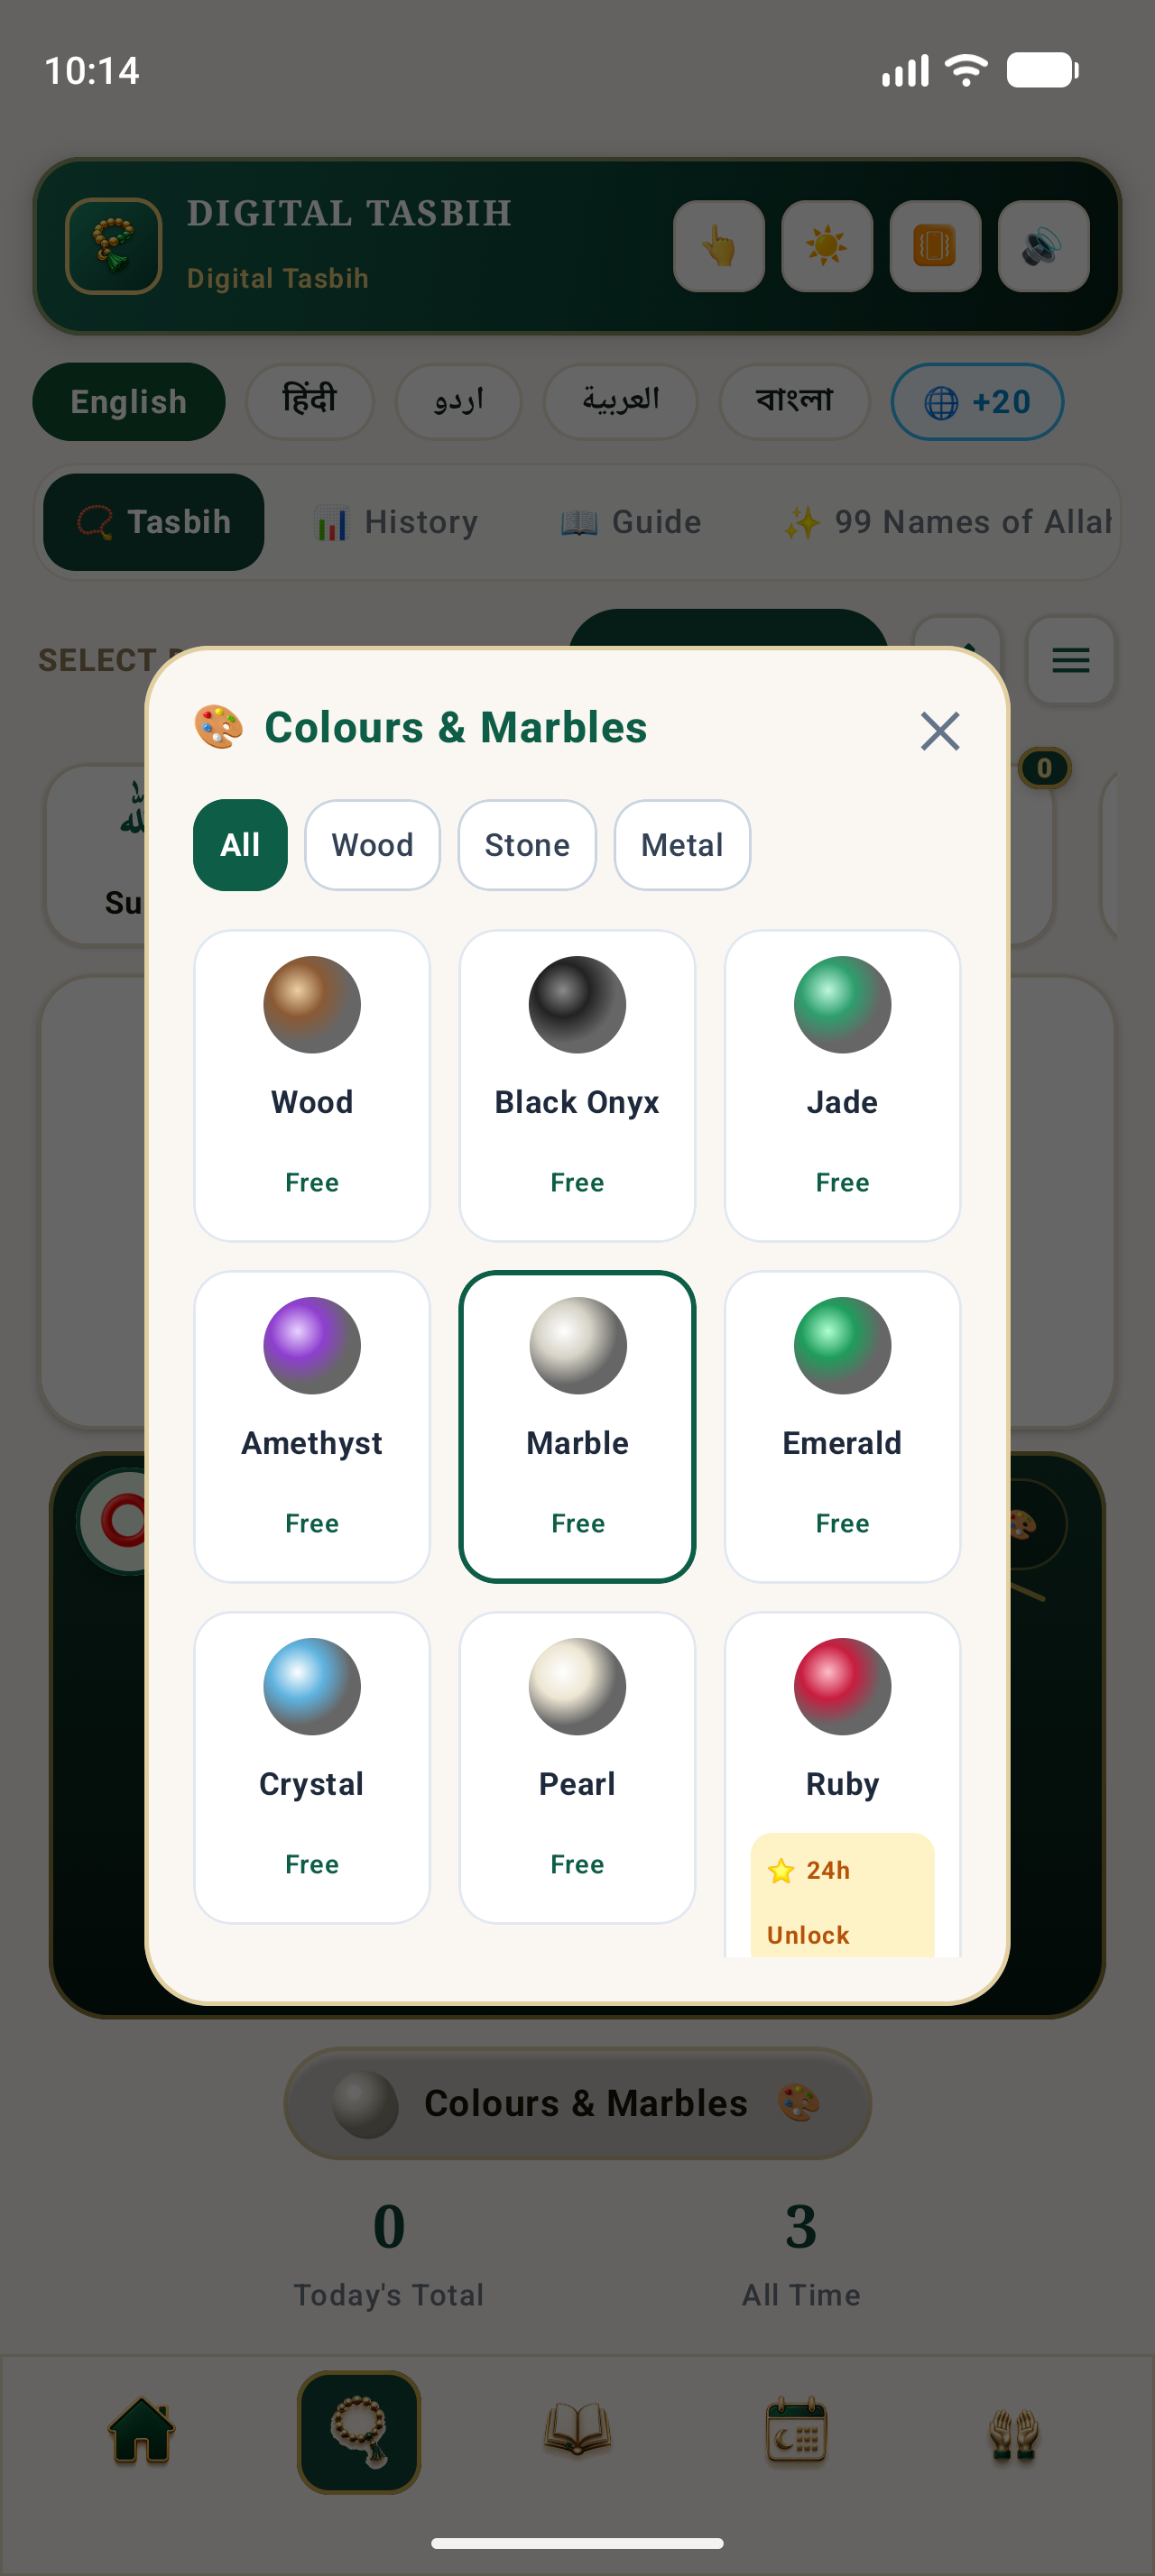 10:14
DIGITAL TASBIH
Digital Tasbih
English
हिंदी
اردو
العربية
বাংলা
+20
Tasbih
History
Guide
99 Names of Allah
SELECT
0
Su
Colours & Marbles
All
Wood
Stone
Metal
Wood
Black Onyx
Jade
Free
Free
Free
Amethyst
Marble
Emerald
Free
Free
Free
Crystal
Pearl
Ruby
Free
Free
24h
Unlock
Colours & Marbles
0
3
Today's Total
All Time